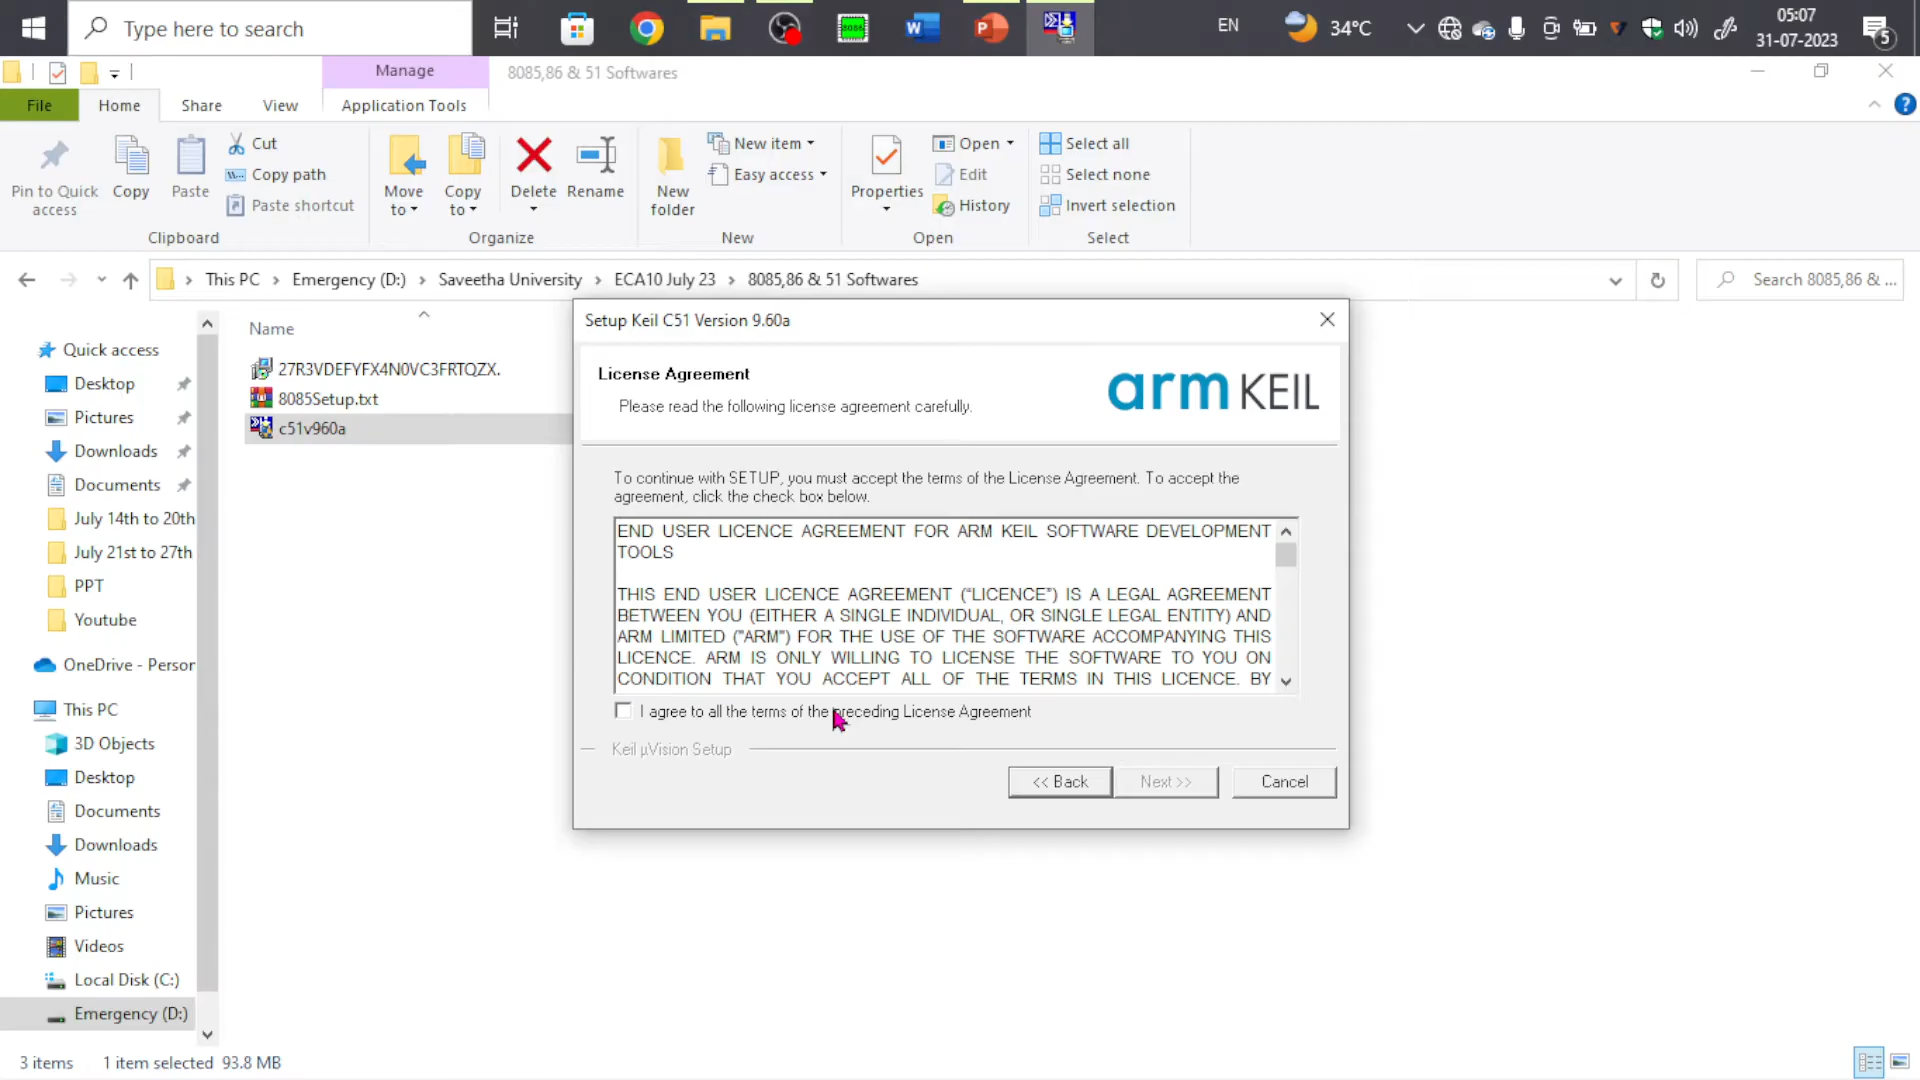 Type here to search
EN
34°C
05:07
31-07-2023
5
Manage
8085,86 & 51 Softwares
File
Home
Share
View
Application Tools
Pin to Quick access
Copy
Paste
Cut
Copy path
Paste shortcut
Clipboard
Move to
Copy to
Delete
Rename
Organize
New folder
New item
Easy access
New
Properties
Open
Edit
History
Open
Select all
Select none
Invert selection
Select
This PC > Emergency (D:) > Saveetha University > ECA10 July 23 > 8085,86 & 51 Softwares
Search 8085,86 & ...
Name
27R3VDEFYFX4N0VC3FRTQZX.
8085Setup.txt
c51v960a
Quick access
Desktop
Pictures
Downloads
Documents
July 14th to 20th
July 21st to 27th
PPT
Youtube
OneDrive - Person
This PC
3D Objects
Desktop
Documents
Downloads
Music
Pictures
Videos
Local Disk (C:)
Emergency (D:)
3 items
1 item selected 93.8 MB
Setup Keil C51 Version 9.60a
License Agreement
Please read the following license agreement carefully.
arm KEIL
To continue with SETUP, you must accept the terms of the License Agreement. To accept the
agreement, click the check box below.
END USER LICENCE AGREEMENT FOR ARM KEIL SOFTWARE DEVELOPMENT
TOOLS
THIS END USER LICENCE AGREEMENT (“LICENCE”) IS A LEGAL AGREEMENT
BETWEEN YOU (EITHER A SINGLE INDIVIDUAL, OR SINGLE LEGAL ENTITY) AND
ARM LIMITED ("ARM") FOR THE USE OF THE SOFTWARE ACCOMPANYING THIS
LICENCE. ARM IS ONLY WILLING TO LICENSE THE SOFTWARE TO YOU ON
CONDITION THAT YOU ACCEPT ALL OF THE TERMS IN THIS LICENCE. BY
I agree to all the terms of the preceding License Agreement
Keil µVision Setup
<< Back
Next >>
Cancel